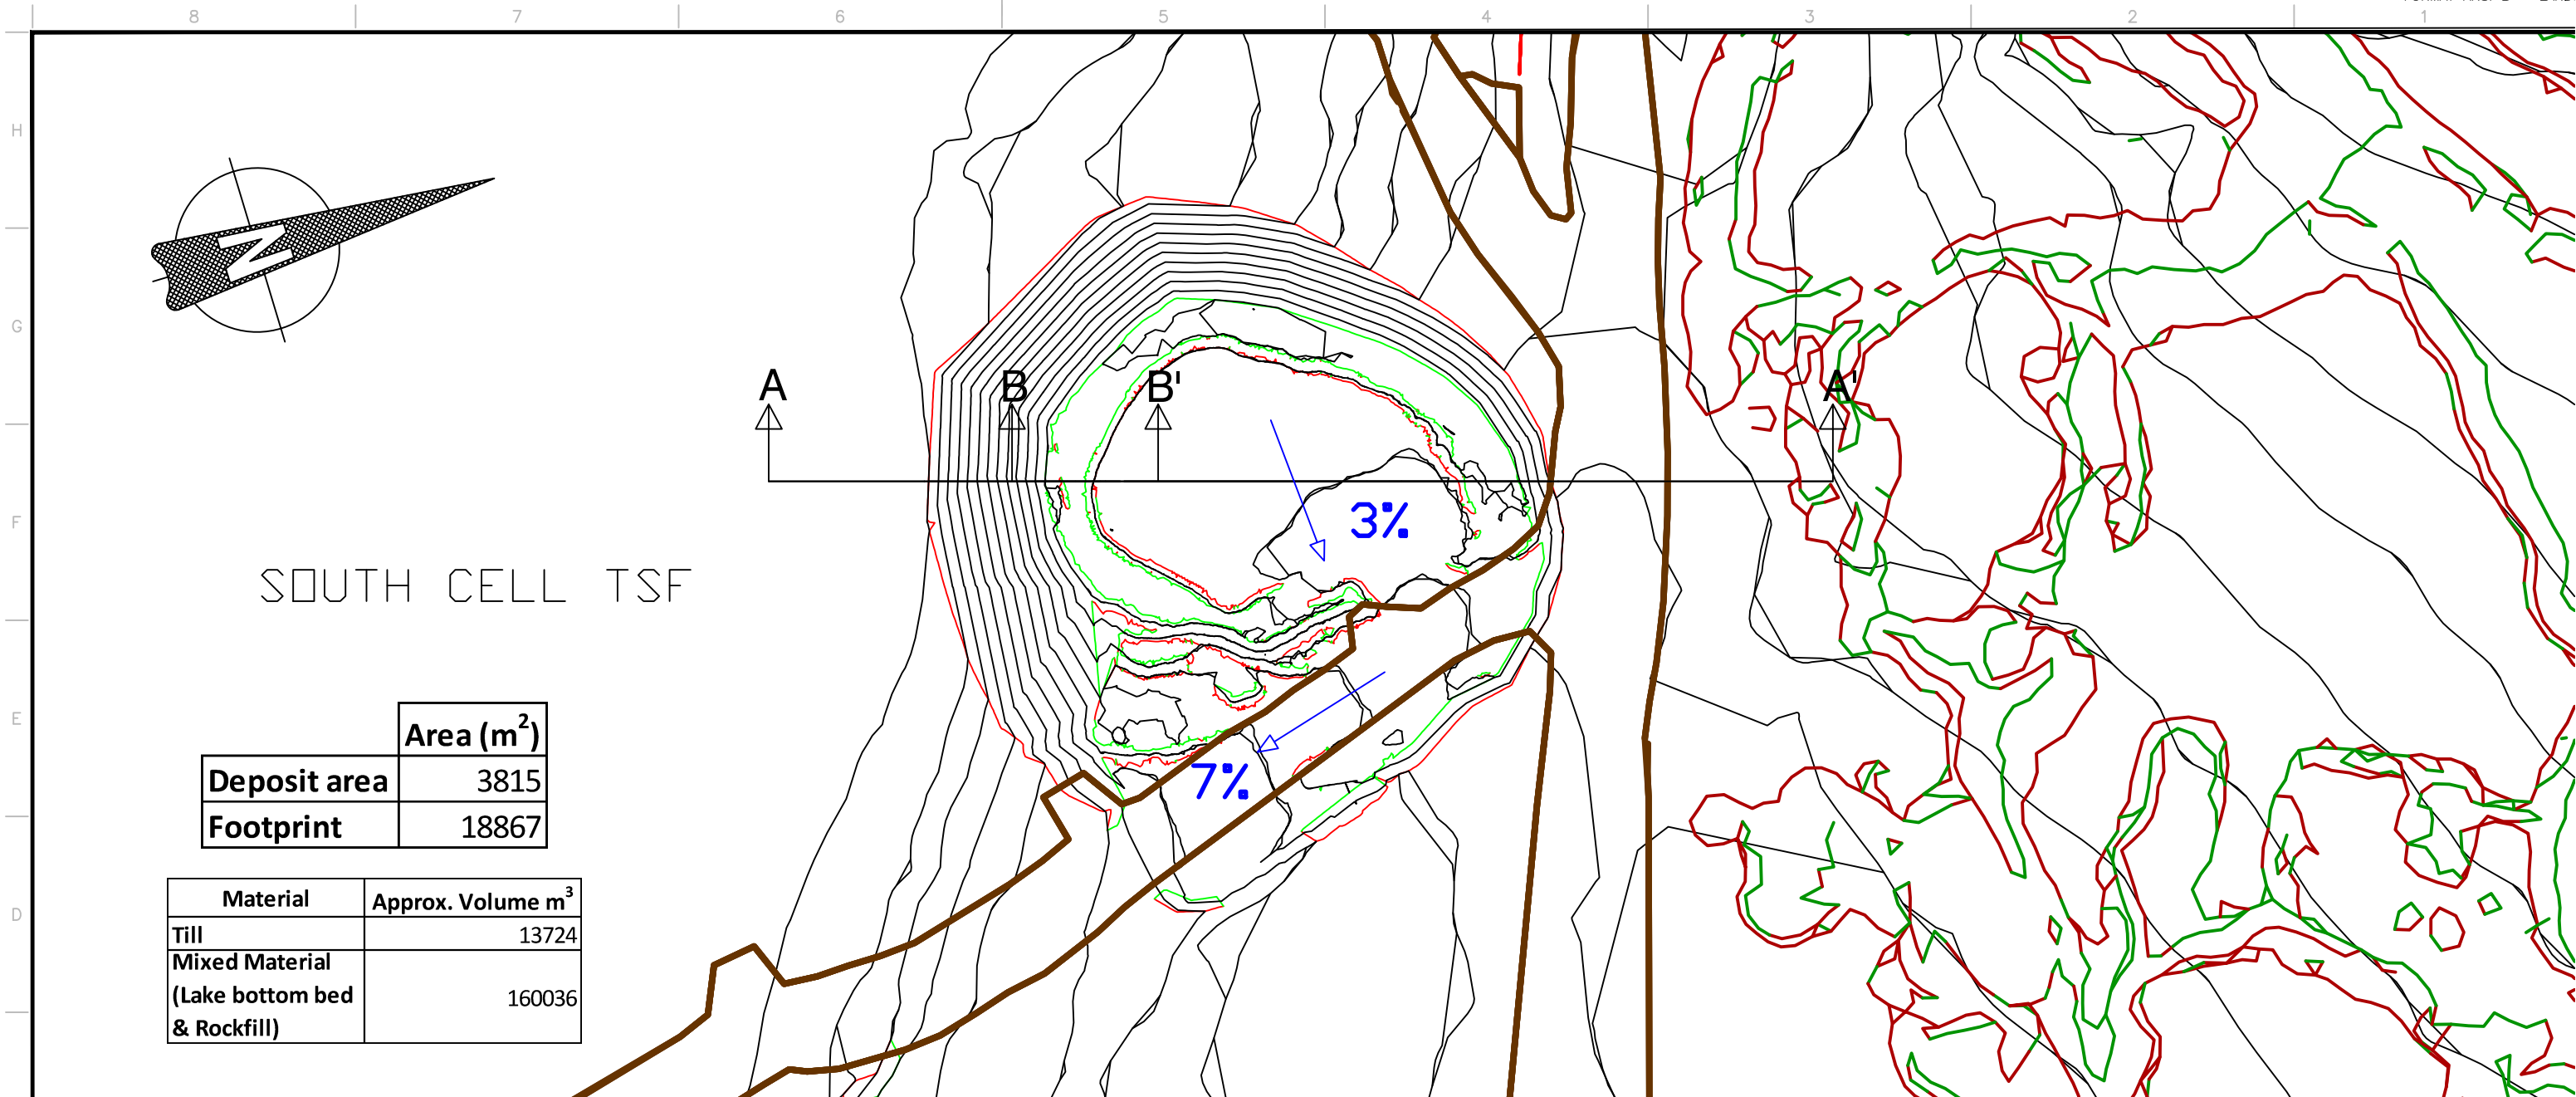 8 7 6 5 4 3 2 1
H
G
F
E
D
N
A B B' A'
3%
7%
SOUTH CELL TSF
Area (m²)
Deposit area 3815
Footprint 18867
Material Approx. Volume m³
Till 13724
Mixed Material
(Lake bottom bed 160036
& Rockfill)